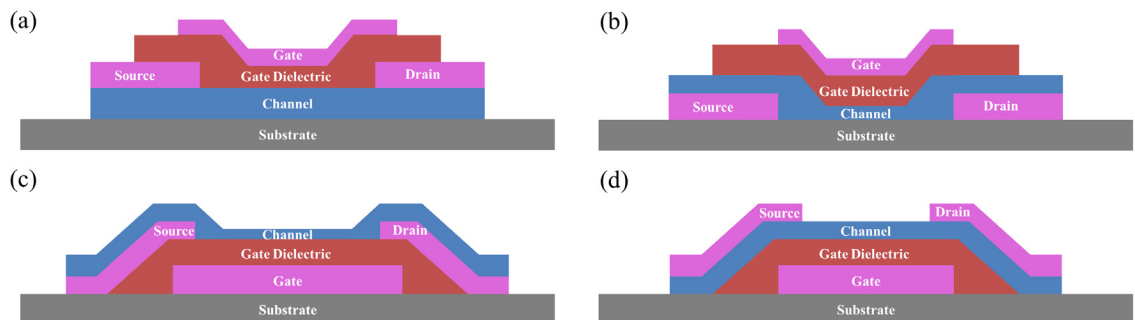 (a)
Gate
Source
Gate Dielectric
Drain
Channel
Substrate
(b)
Gate
Gate Dielectric
Source
Channel
Drain
Substrate
(c)
Source
Channel
Drain
Gate Dielectric
Gate
Substrate
(d)
Source
Drain
Channel
Gate Dielectric
Gate
Substrate